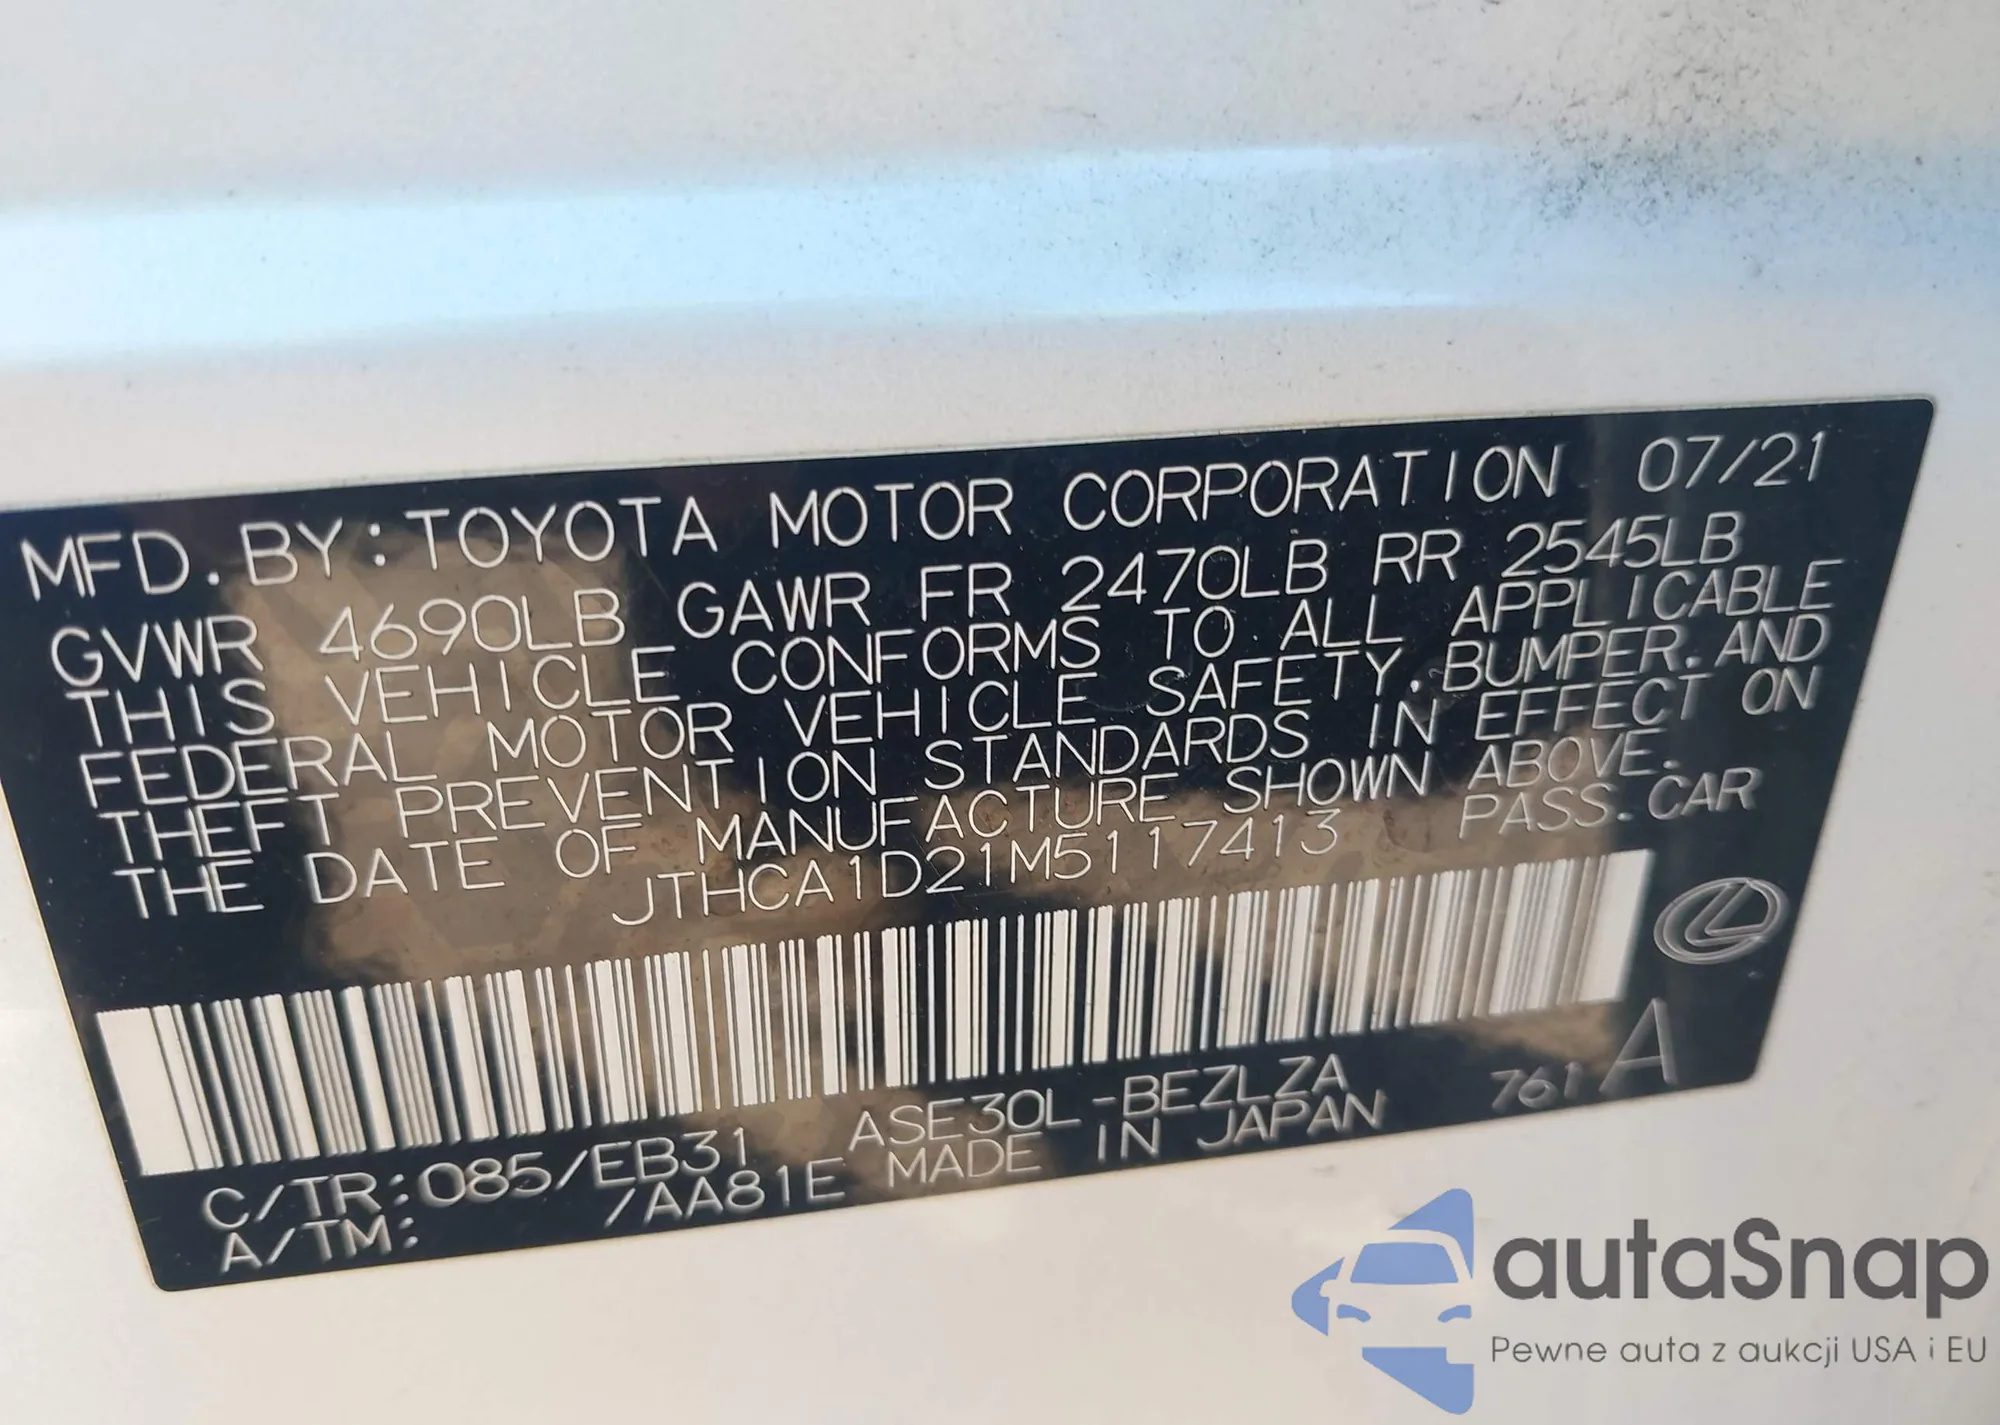 MFD. BY: TOYOTA MOTOR CORPORATION 07/21
GVWR 4690LB GAWR FR 2470LB RR 2545LB
THIS VEHICLE CONFORMS TO ALL APPLICABLE
FEDERAL MOTOR VEHICLE SAFETY, BUMPER, AND
THEFT PREVENTION STANDARDS IN EFFECT ON
THE DATE OF MANUFACTURE SHOWN ABOVE.
JTHCA1D21M5117413 PASS. CAR
C/TR: 085/EB31 ASE30L-BEZLZA 761 A
A/TM: /AA81E MADE IN JAPAN
autaSnap
Pewne auta z aukcji USA i EU